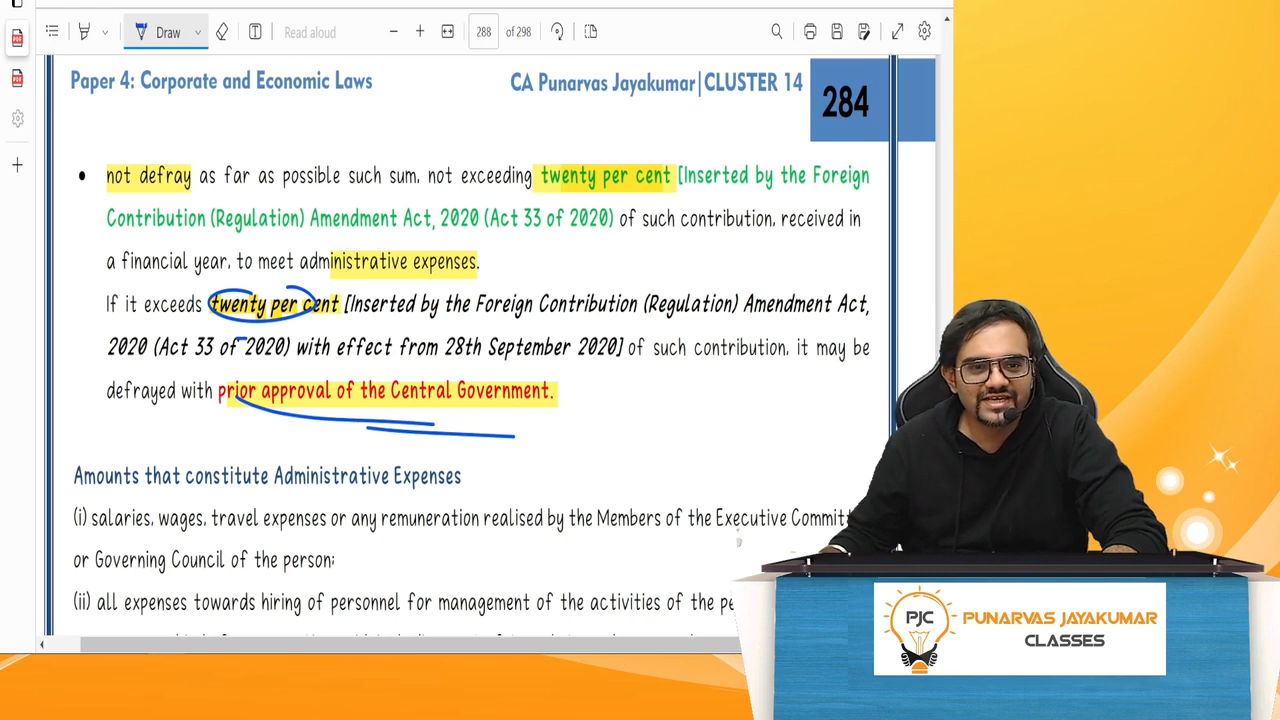 Draw
Read aloud
288 of 298
Paper 4: Corporate and Economic Laws
CA Punarvas Jayakumar|CLUSTER 14
284
• not defray as far as possible such sum, not exceeding twenty per cent [Inserted by the Foreign
Contribution (Regulation) Amendment Act, 2020 (Act 33 of 2020) of such contribution, received in
a financial year, to meet administrative expenses.
If it exceeds twenty per cent [Inserted by the Foreign Contribution (Regulation) Amendment Act,
2020 (Act 33 of 2020) with effect from 28th September 2020] of such contribution, it may be
defrayed with prior approval of the Central Government.
Amounts that constitute Administrative Expenses
(i) salaries, wages, travel expenses or any remuneration realised by the Members of the Executive
or Governing Council of the person;
(ii) all expenses towards hiring of personnel for management of the activities of the
PJC
PUNARVAS JAYAKUMAR
CLASSES